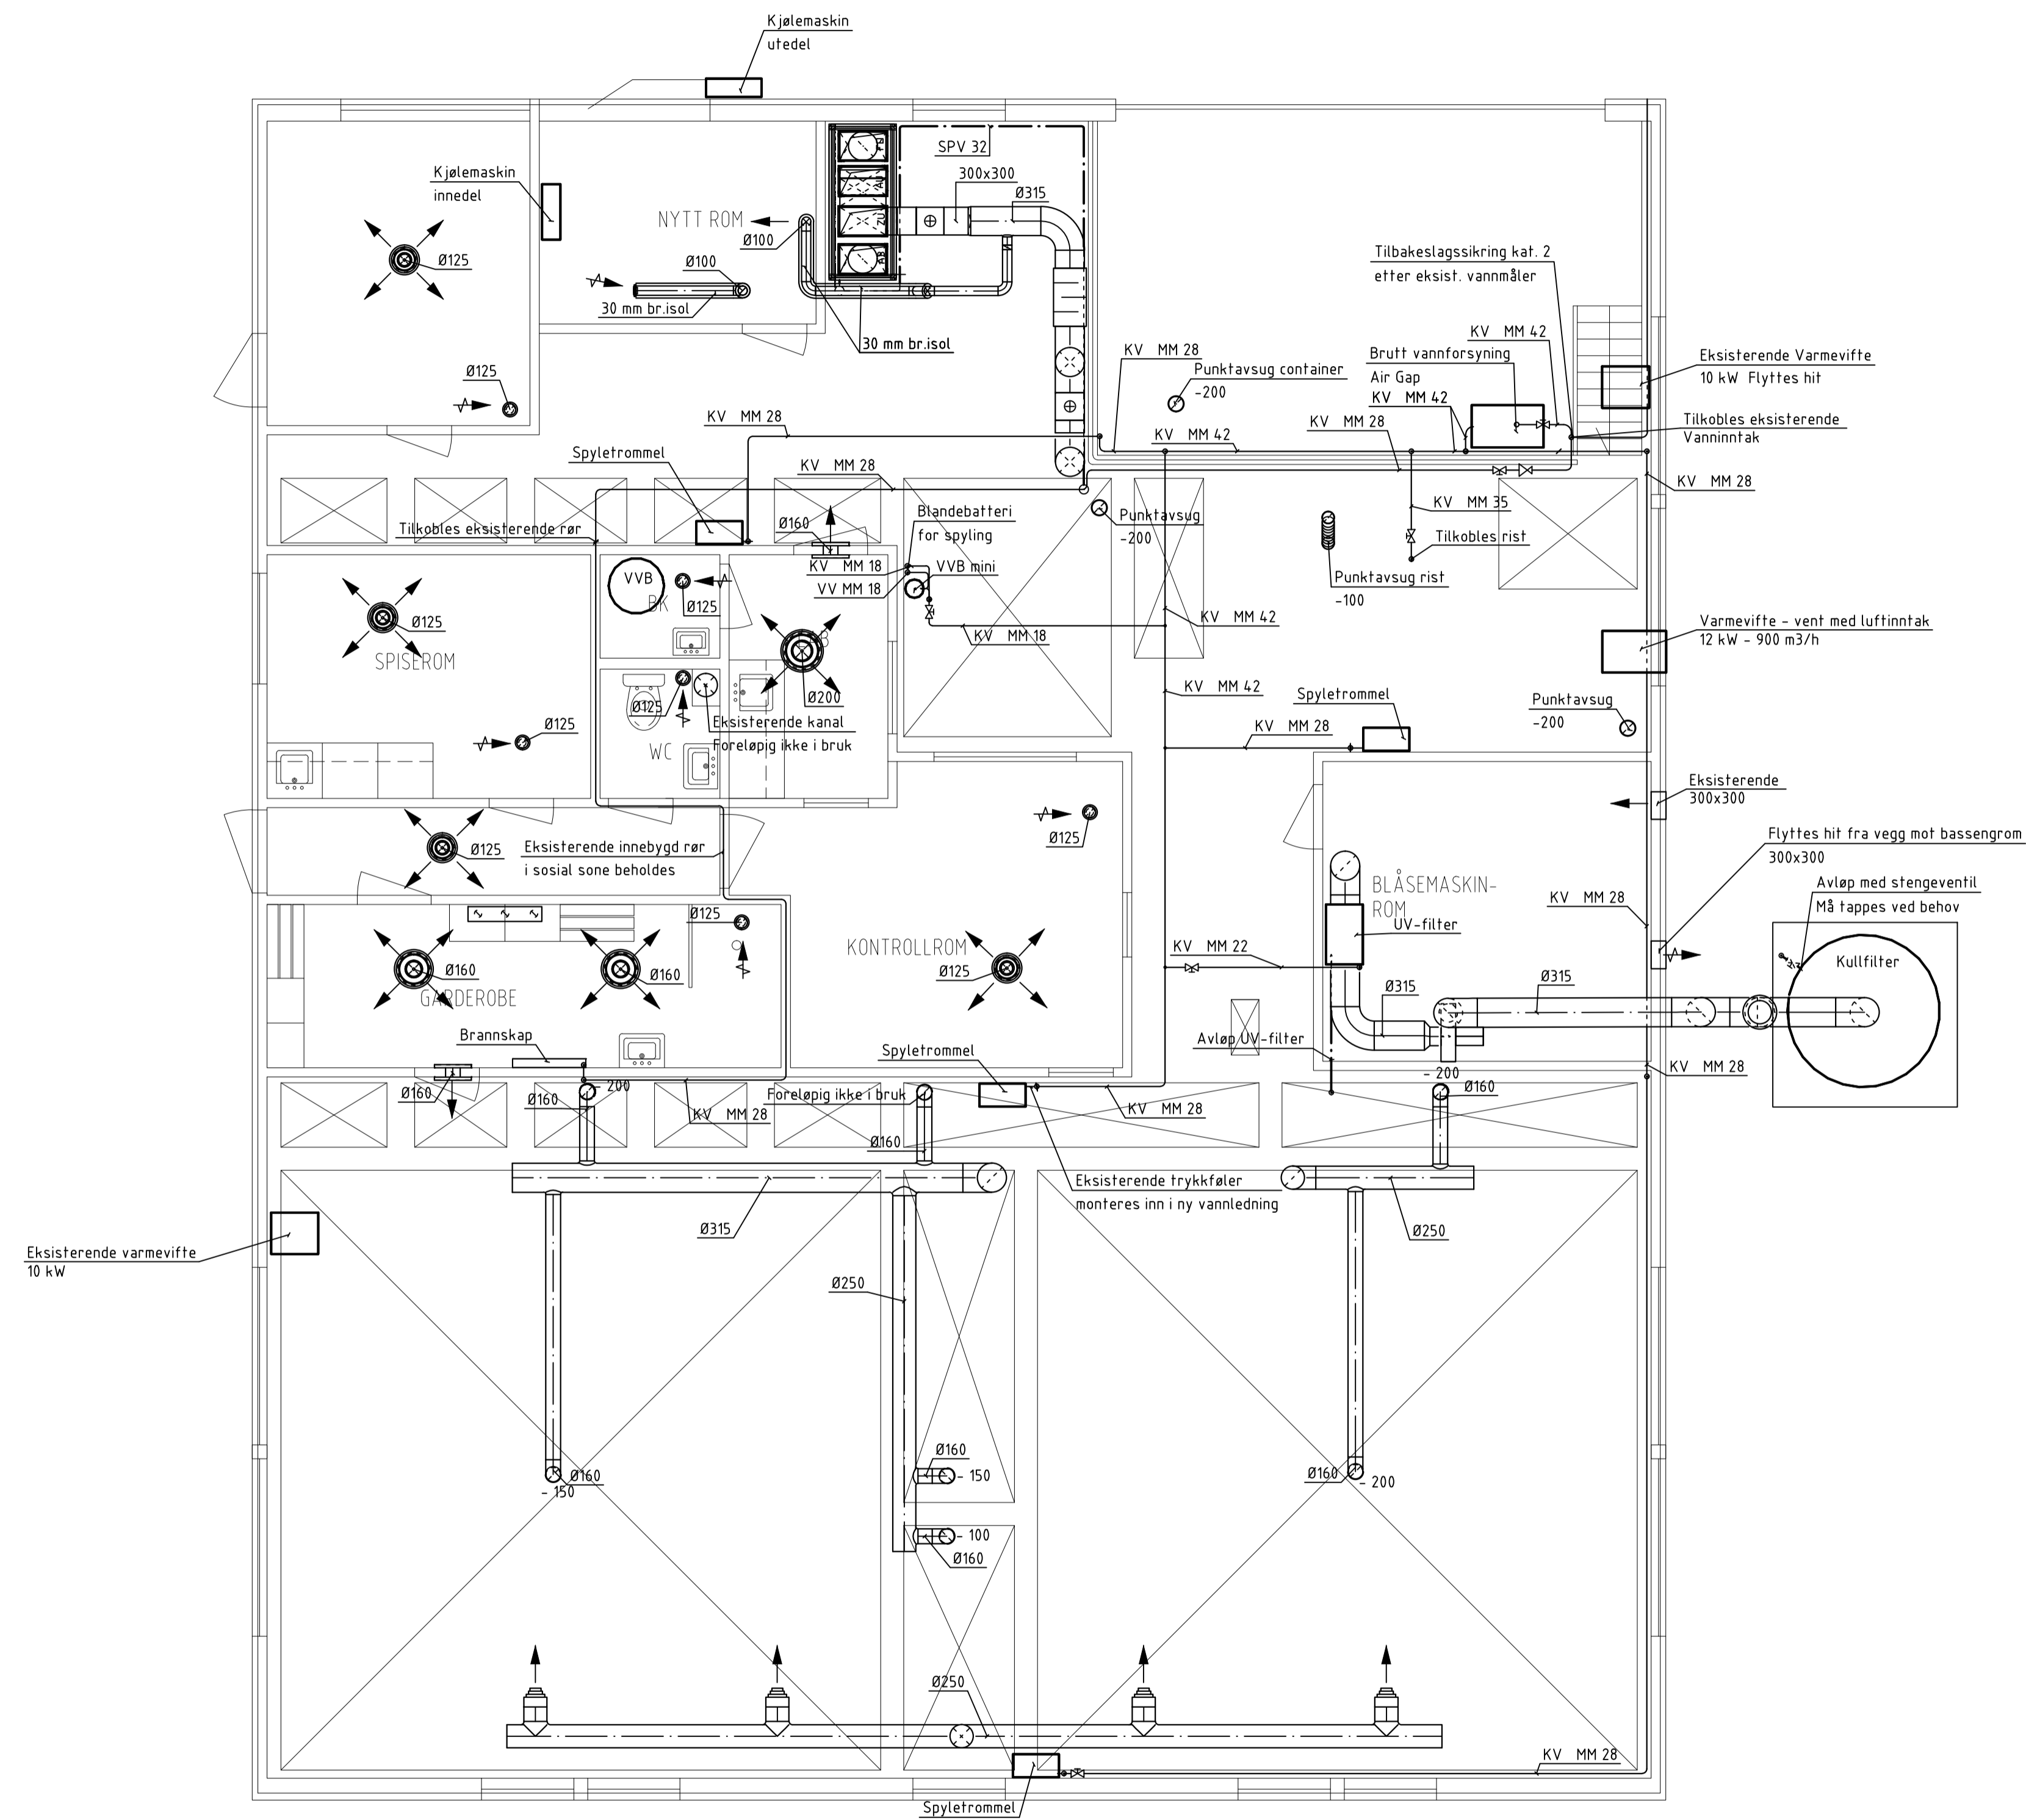 Kjølemaskin
utedel
SPV 32
300x300
Ø315
Kjølemaskin
innedel
NYTT ROM
Ø100
Ø125
Ø100
30 mm br.isol
30 mm br.isol
ZU
AB
Tilbakeslagssikring kat. 2
etter eksist. vannmåler
KV MM 42
Brutt vannforsyning
Air Gap
KV MM 42
KV MM 28
Punktavsug container
-200
Eksisterende Varmevifte
10 kW Flyttes hit
Ø125
KV MM 28
KV MM 42
KV MM 28
Tilkobles eksisterende
Vanninntak
Spyletrommel
KV MM 28
KV MM 28
KV MM 35
Tilkobles eksisterende rør
Ø160
Blandebatteri
for spyling
Punktavsug
-200
Tilkobles rist
KV MM 18
VV MM 18
VVB mini
VVB
BK
Ø125
Punktavsug rist
-100
Ø125
SPISEROM
KV MM 18
KV MM 42
Varmevifte - vent med luftinntak
12 kW - 900 m3/h
Ø200
Ø125
KV MM 42
Spyletrommel
Punktavsug
-200
Ø125
Eksisterende kanal
Foreløpig ikke i bruk
WC
KV MM 28
Eksisterende
300x300
Ø125
Eksisterende innebygd rør
i sosial sone beholdes
Ø125
Flyttes hit fra vegg mot bassengrom
300x300
BLÅSEMASKIN-
ROM
UV-filter
KV MM 28
Avløp med stengeventil
Må tappes ved behov
Ø125
KONTROLLROM
KV MM 22
Kullfilter
Ø160
Ø160
GARDEROBE
Ø125
Ø315
Ø315
Brannskap
Spyletrommel
Avløp UV-filter
KV MM 28
- 200
Ø160
Ø160
- 200
Ø160
Foreløpig ikke i bruk
KV MM 28
KV MM 28
Ø160
Eksisterende trykkføler
monteres inn i ny vannledning
Ø315
Ø250
Eksisterende varmevifte
10 kW
Ø250
Ø160
- 150
Ø160
- 150
Ø160
- 200
- 100
Ø160
Ø250
KV MM 28
Spyletrommel